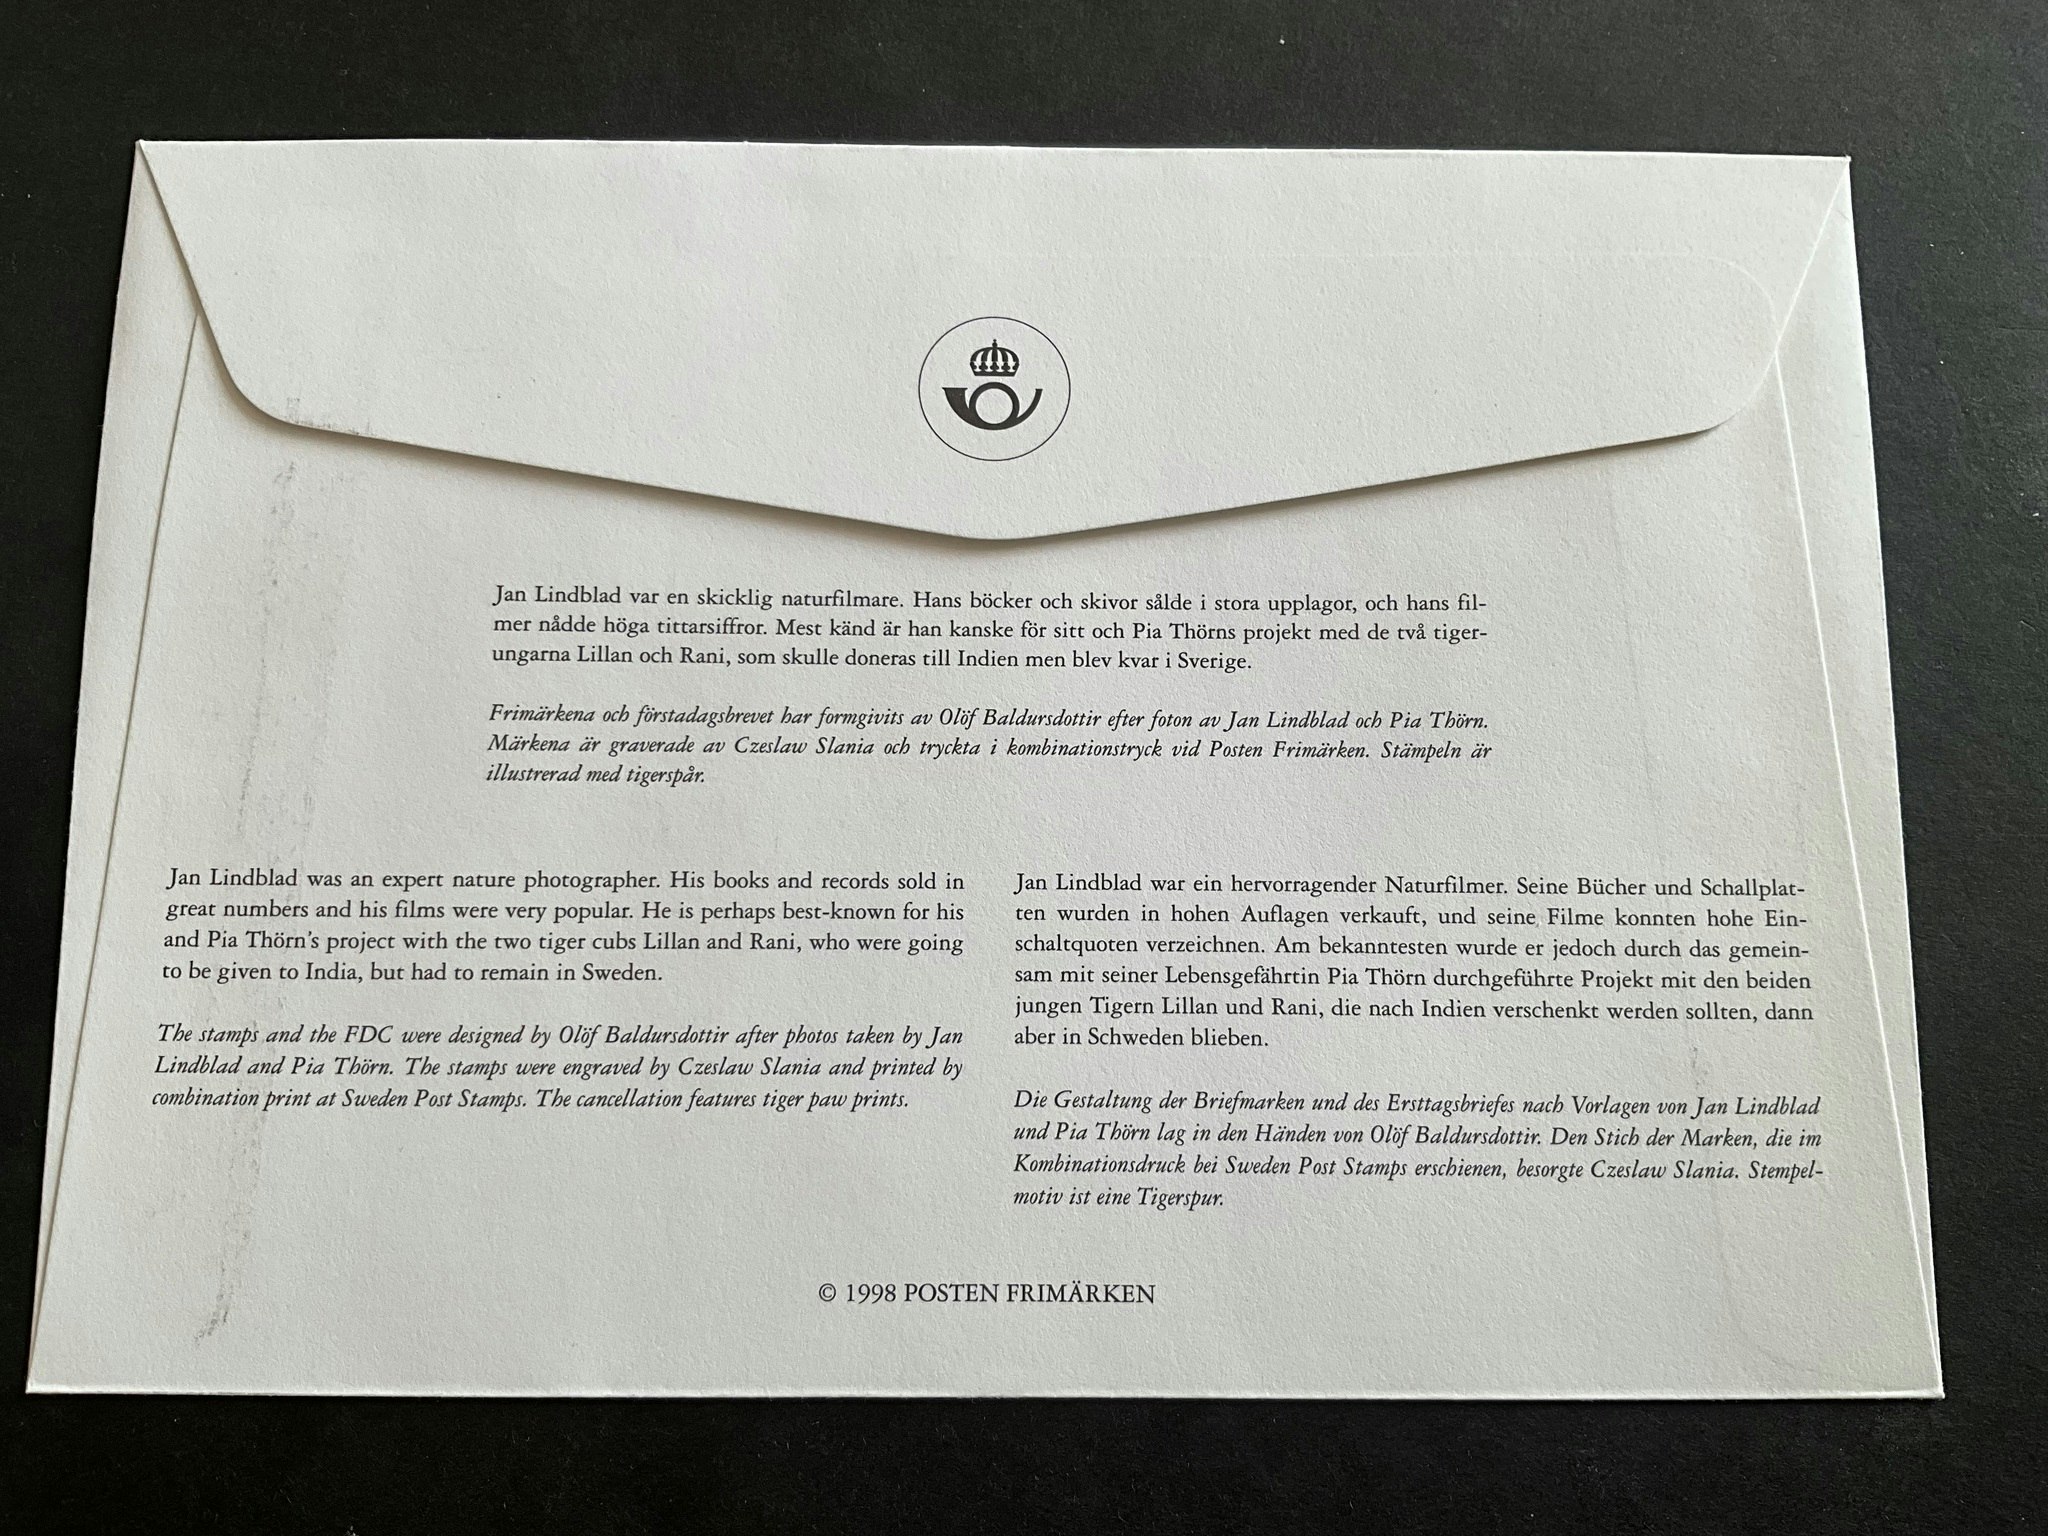 Jan Lindblad var en skicklig naturfilmare. Hans böcker och skivor sålde i stora upplagor, och hans fil-
mer nådde höga tittarsiffror. Mest känd är han kanske för sitt och Pia Thörns projekt med de två tiger-
ungarna Lillan och Rani, som skulle doneras till Indien men blev kvar i Sverige.
Frimärkena och förstadagsbrevet har formgivits av Olöf Baldursdottir efter foton av Jan Lindblad och Pia Thörn.
Märkena är graverade av Czeslaw Slania och tryckta i kombinationstryck vid Posten Frimärken. Stämpeln är
illustrerad med tigerspår.
Jan Lindblad was an expert nature photographer. His books and records sold in
great numbers and his films were very popular. He is perhaps best-known for his
and Pia Thörn's project with the two tiger cubs Lillan and Rani, who were going
to be given to India, but had to remain in Sweden.
The stamps and the FDC were designed by Olöf Baldursdottir after photos taken by Jan
Lindblad and Pia Thörn. The stamps were engraved by Czeslaw Slania and printed by
combination print at Sweden Post Stamps. The cancellation features tiger paw prints.
Jan Lindblad war ein hervorragender Naturfilmer. Seine Bücher und Schallplat-
ten wurden in hohen Auflagen verkauft, und seine Filme konnten hohe Ein-
schaltquoten verzeichnen. Am bekanntesten wurde er jedoch durch das gemein-
sam mit seiner Lebensgefährtin Pia Thörn durchgeführte Projekt mit den beiden
jungen Tigern Lillan und Rani, die nach Indien verschenkt werden sollten, dann
aber in Schweden blieben.
Die Gestaltung der Briefmarken und des Ersttagsbriefes nach Vorlagen von Jan Lindblad
und Pia Thörn lag in den Händen von Olöf Baldursdottir. Den Stich der Marken, die im
Kombinationsdruck bei Sweden Post Stamps erschienen, besorgte Czeslaw Slania. Stempel-
motiv ist eine Tigerspur.
© 1998 POSTEN FRIMÄRKEN